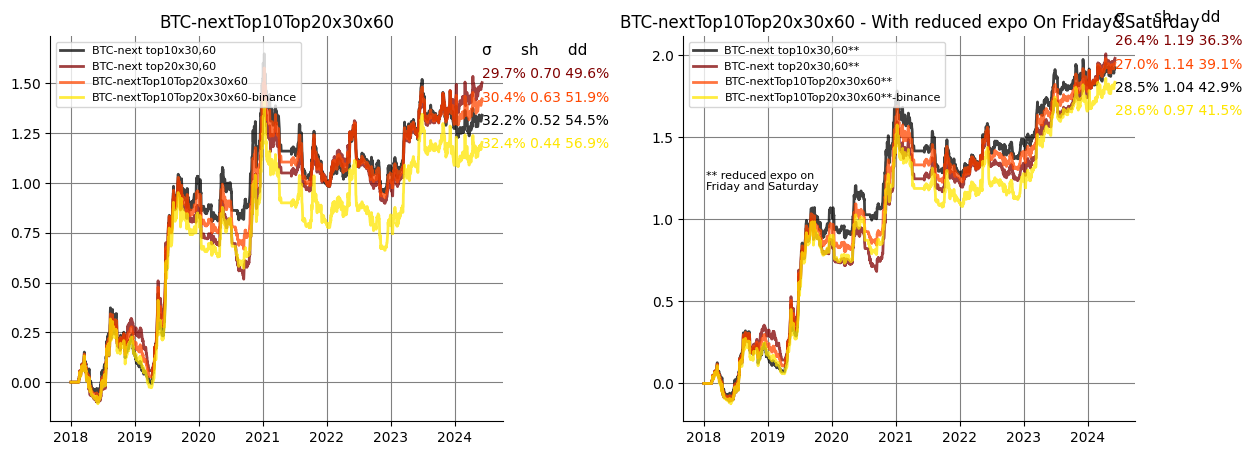 BTC-nextTop10Top20x30x60
BTC-next top10x30,60
BTC-next top20x30,60
BTC-nextTop10Top20x30x60
BTC-nextTop10Top20x30x60-binance
σ sh dd
29.7% 0.70 49.6%
30.4% 0.63 51.9%
32.2% 0.52 54.5%
32.4% 0.44 56.9%
1.50
1.25
1.00
0.75
0.50
0.25
0.00
2018 2019 2020 2021 2022 2023 2024
BTC-nextTop10Top20x30x60 - With reduced expo On Friday&Saturday
BTC-next top10x30,60**
BTC-next top20x30,60**
BTC-nextTop10Top20x30x60**
BTC-nextTop10Top20x30x60**-binance
σ sh dd
26.4% 1.19 36.3%
27.0% 1.14 39.1%
28.5% 1.04 42.9%
28.6% 0.97 41.5%
** reduced expo on
Friday and Saturday
2.0
1.5
1.0
0.5
0.0
2018 2019 2020 2021 2022 2023 2024